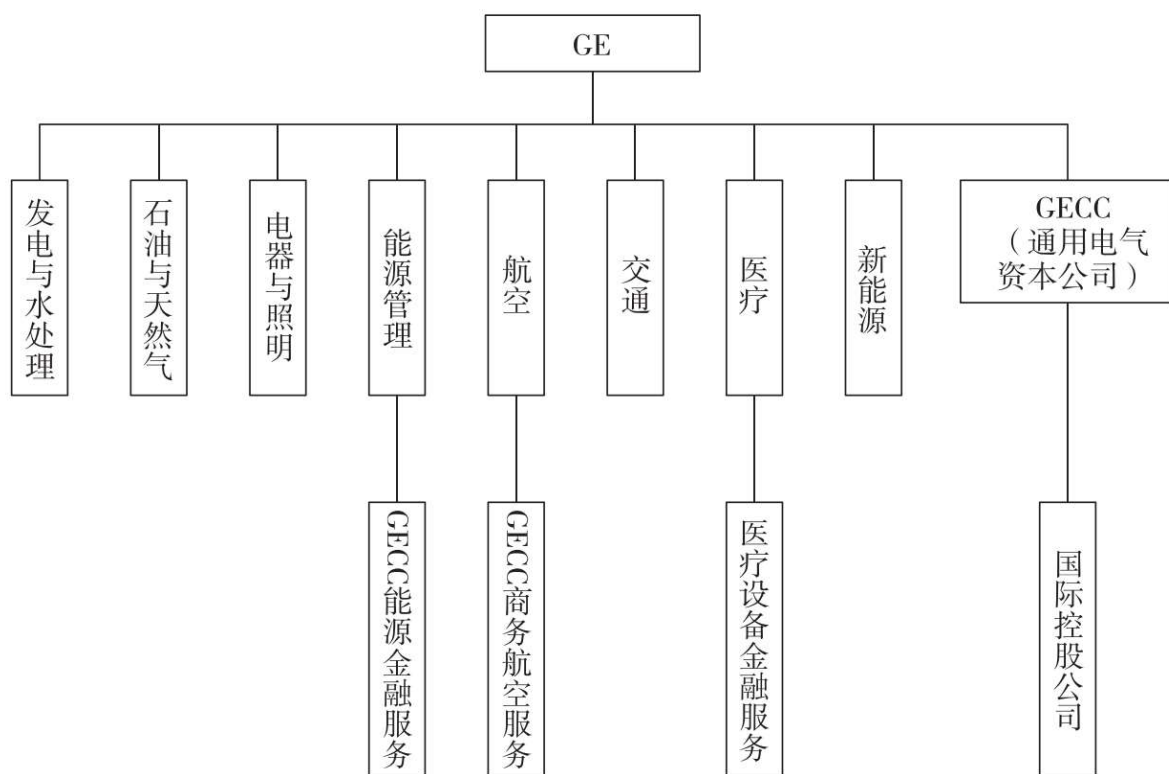 GE
发电与水处理
石油与天然气
电器与照明
能源管理
航空
交通
医疗
新能源
GECC
（通用电气
资本公司）
GECC能源金融服务
GECC商务航空服务
医疗设备金融服务
国际控股公司